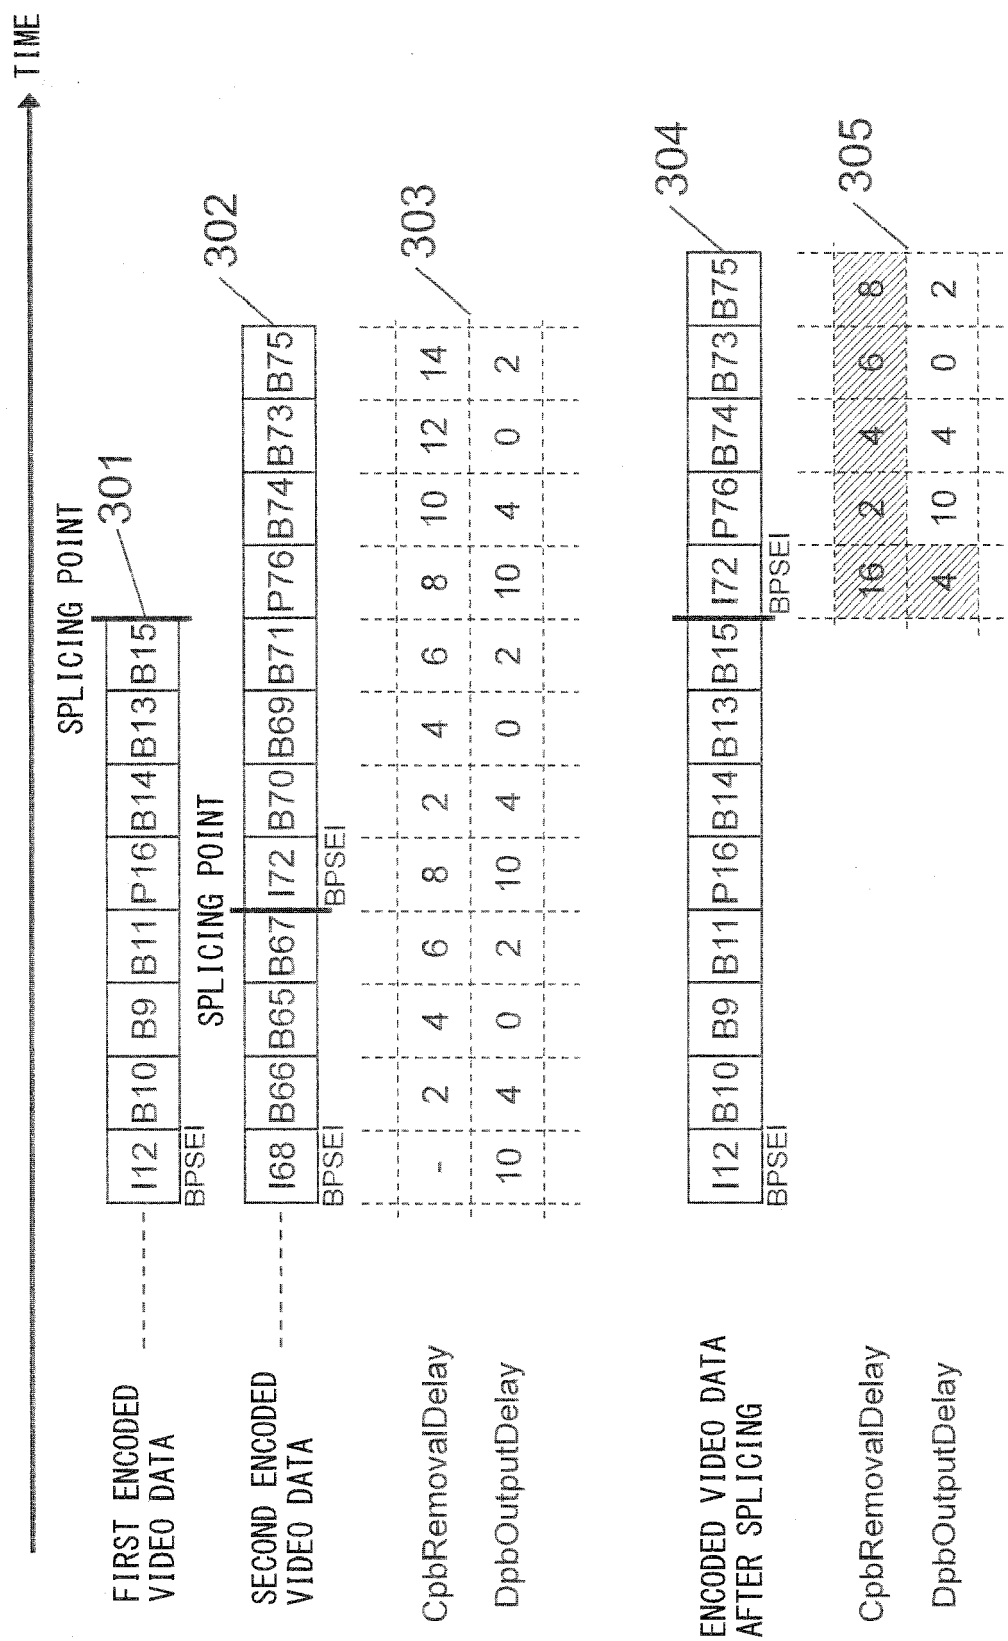 TIME
SPLICING POINT
301
FIRST ENCODED
VIDEO DATA
I12 B10 B9 B11 P16 B14 B13 B15
BPSEI
SPLICING POINT
302
SECOND ENCODED
VIDEO DATA
I68 B66 B65 B67 I72 B70 B69 B71 P76 B74 B73 B75
BPSEI BPSEI
303
CpbRemovalDelay - 2 4 6 8 2 4 6 8 10 12 14
DpbOutputDelay 10 4 0 2 10 4 0 2 10 4 0 2
304
ENCODED VIDEO DATA
AFTER SPLICING
I12 B10 B9 B11 P16 B14 B13 B15 I72 P76 B74 B73 B75
BPSEI BPSEI
305
CpbRemovalDelay 16 2 4 6 8
DpbOutputDelay 4 10 4 0 2